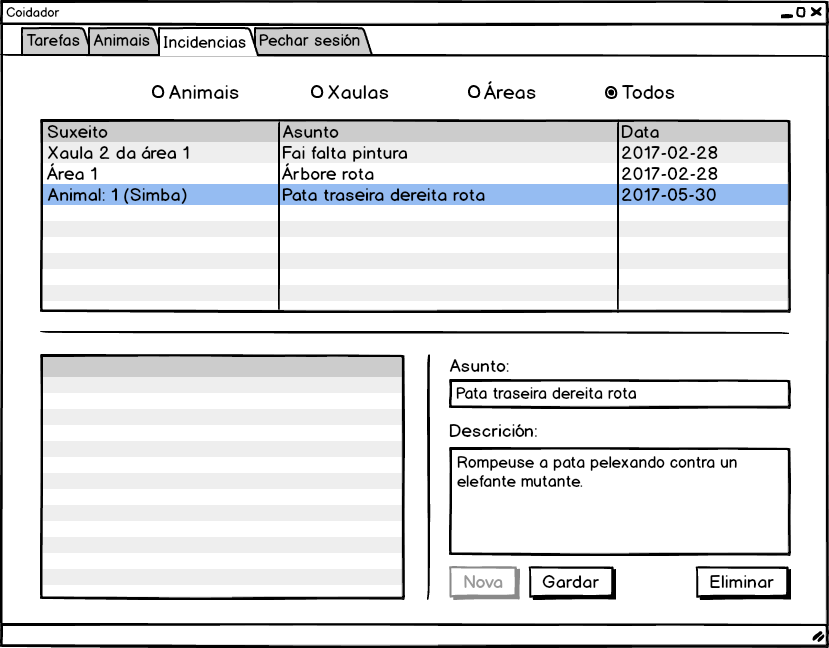 Coidador
Tarefas Animais Incidencias Pechar sesión
Animais Xaulas Áreas Todos
Suxeito Asunto Data
Xaula 2 da área 1 Fai falta pintura 2017-02-28
Área 1 Árbore rota 2017-02-28
Animal: 1 (Simba) Pata traseira dereita rota 2017-05-30
Asunto:
Pata traseira dereita rota
Descrición:
Rompeuse a pata pelexando contra un
elefante mutante.
Nova Gardar Eliminar